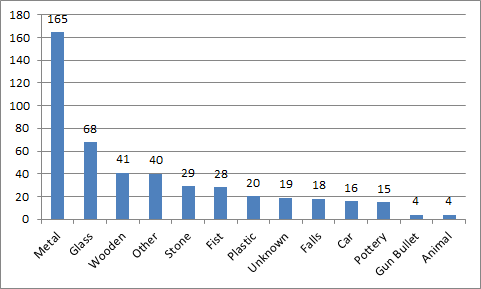 180
160
140
120
100
80
60
40
20
0
165
68
41
40
29
28
20
19
18
16
15
4
4
Metal
Glass
Wooden
Other
Stone
Fist
Plastic
Unknown
Falls
Car
Pottery
Gun Bullet
Animal